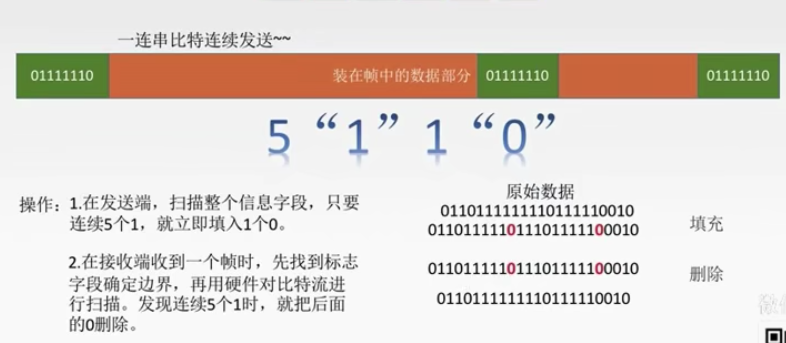 一连串比特连续发送~~
01111110 装在帧中的数据部分 01111110 01111110
5“1”1“0”
操作：1.在发送端，扫描整个信息字段，只要
连续5个1，就立即填入1个0。
2.在接收端收到一个帧时，先找到标志
字段确定边界，再用硬件对比特流进
行扫描。发现连续5个1时，就把后面
的0删除。
原始数据
0110111111110111110010
011011111011101111100010 填充
011011111011101111100010 删除
0110111111110111110010